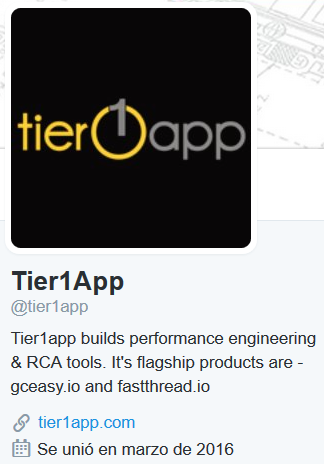 tier1app
Tier1App
@tier1app
Tier1app builds performance engineering
& RCA tools. It's flagship products are -
gceasy.io and fastthread.io
tier1app.com
Se unió en marzo de 2016